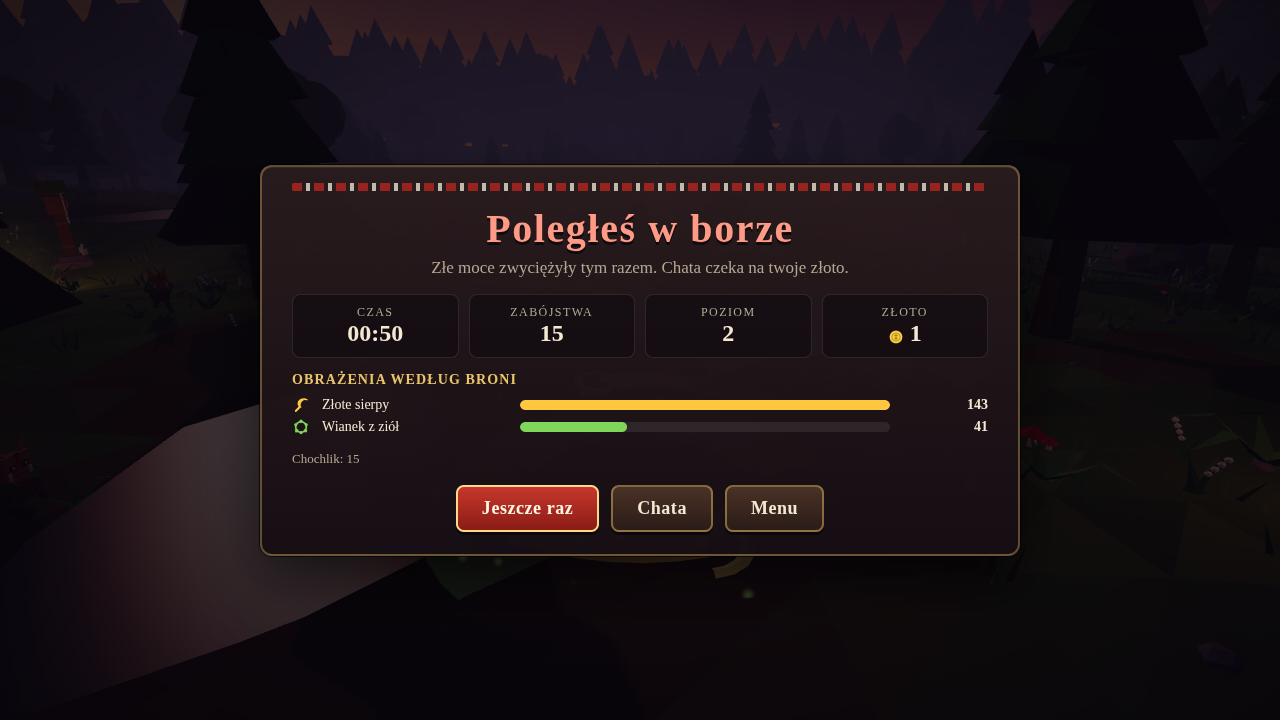 Poległeś w borze
Złe moce zwyciężyły tym razem. Chata czeka na twoje złoto.
CZAS
00:50
ZABÓJSTWA
15
POZIOM
2
ZŁOTO
1
OBRAŻENIA WEDŁUG BRONI
Złote sierpy 143
Wianek z ziół 41
Chochlik: 15
Jeszcze raz
Chata
Menu